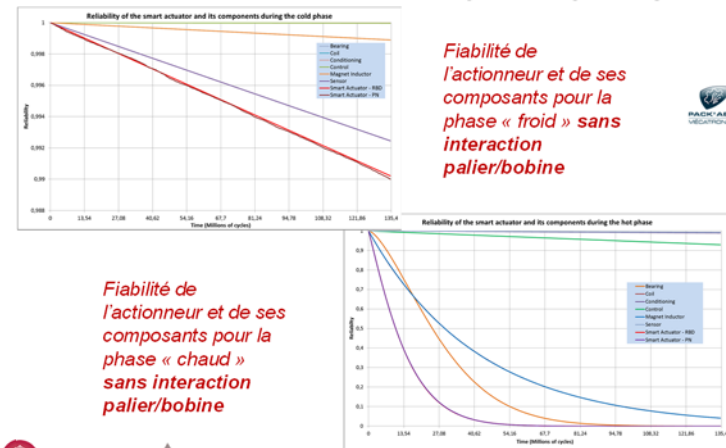 Reliability of the smart actuator and its components during the cold phase
1
0,998
0,996
0,994
0,992
0,99
0,988
Reliability
Bearing
Coil
Conditioning
Control
Magnet Inductor
Sensor
Smart Actuator - RBD
Smart Actuator - PN
0
13,54
27,08
40,62
54,16
67,7
81,24
94,78
108,32
121,86
135,4
Time (Millions of cycles)
Fiabilité de
l'actionneur et de ses
composants pour la
phase « froid » sans
interaction
palier/bobine
Fiabilité de
l'actionneur et de ses
composants pour la
phase « chaud »
sans interaction
palier/bobine
Reliability of the smart actuator and its components during the hot phase
1
0,9
0,8
0,7
0,6
0,5
0,4
0,3
0,2
0,1
0
Reliability
Bearing
Coil
Conditioning
Control
Magnet Inductor
Sensor
Smart Actuator - RBD
Smart Actuator - PN
0
13,54
27,08
40,62
54,16
67,7
81,24
94,78
108,32
121,86
135,4
Time (Millions of cycles)